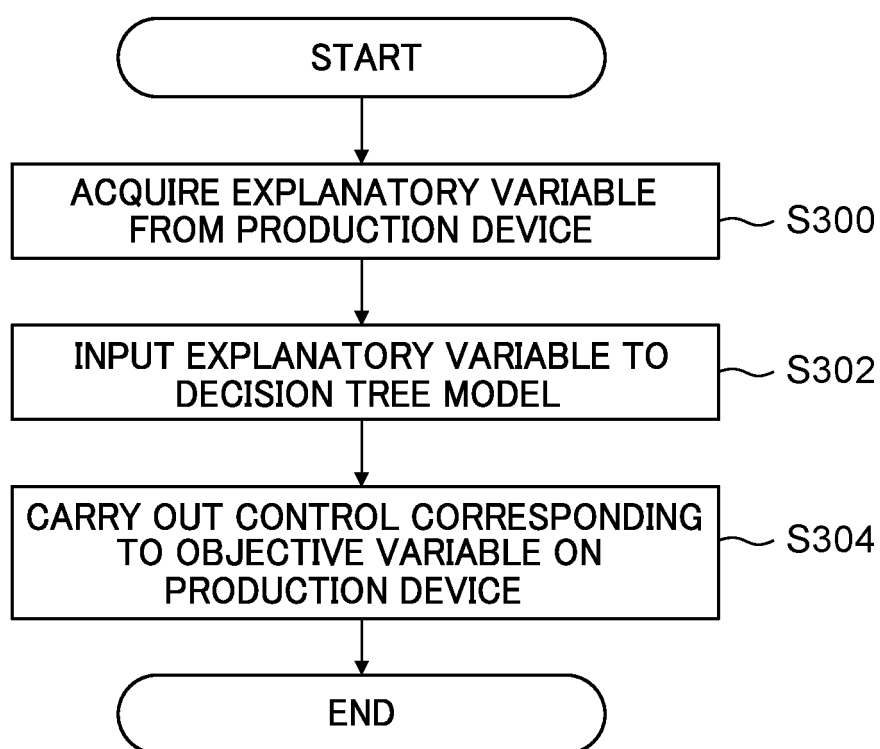 START
ACQUIRE EXPLANATORY VARIABLE
FROM PRODUCTION DEVICE
S300
INPUT EXPLANATORY VARIABLE TO
DECISION TREE MODEL
S302
CARRY OUT CONTROL CORRESPONDING
TO OBJECTIVE VARIABLE ON
PRODUCTION DEVICE
S304
END